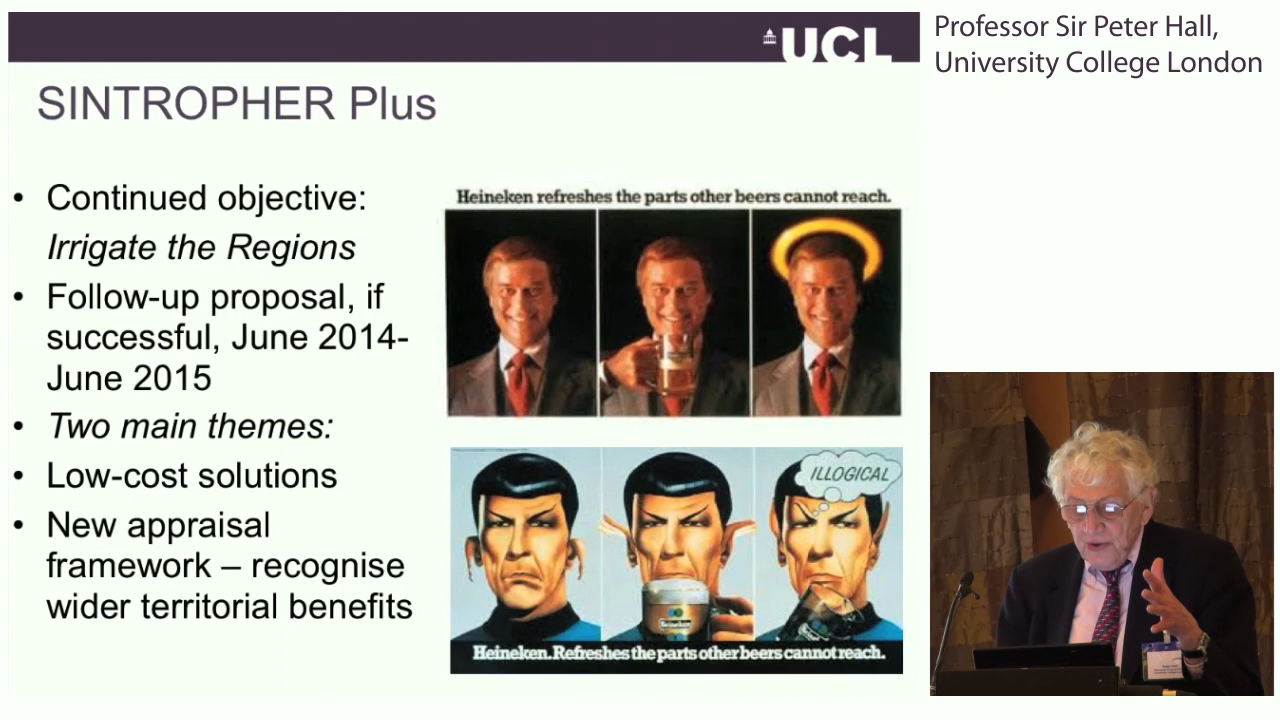 UCL
Professor Sir Peter Hall,
University College London
SINTROPHER Plus
• Continued objective:
Irrigate the Regions
• Follow-up proposal, if
successful, June 2014-
June 2015
• Two main themes:
• Low-cost solutions
• New appraisal
framework – recognise
wider territorial benefits
Heineken refreshes the parts other beers cannot reach.
ILLOGICAL
Heineken
Heineken. Refreshes the parts other beers cannot reach.